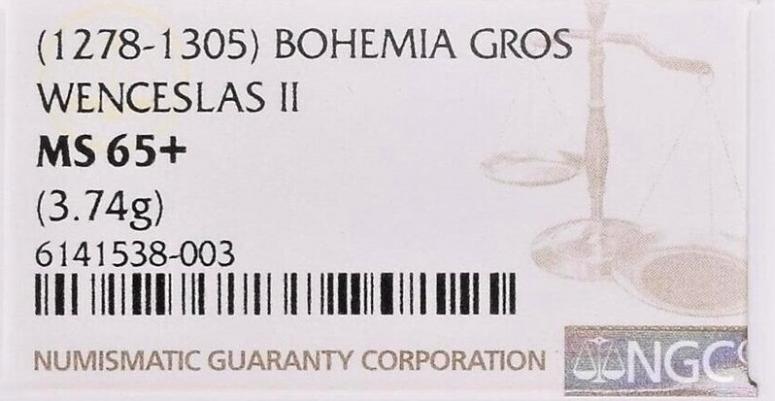 (1278-1305) BOHEMIA GROS
WENCESLAS II
MS 65+
(3.74g)
6141538-003
NUMISMATIC GUARANTY CORPORATION
NGC